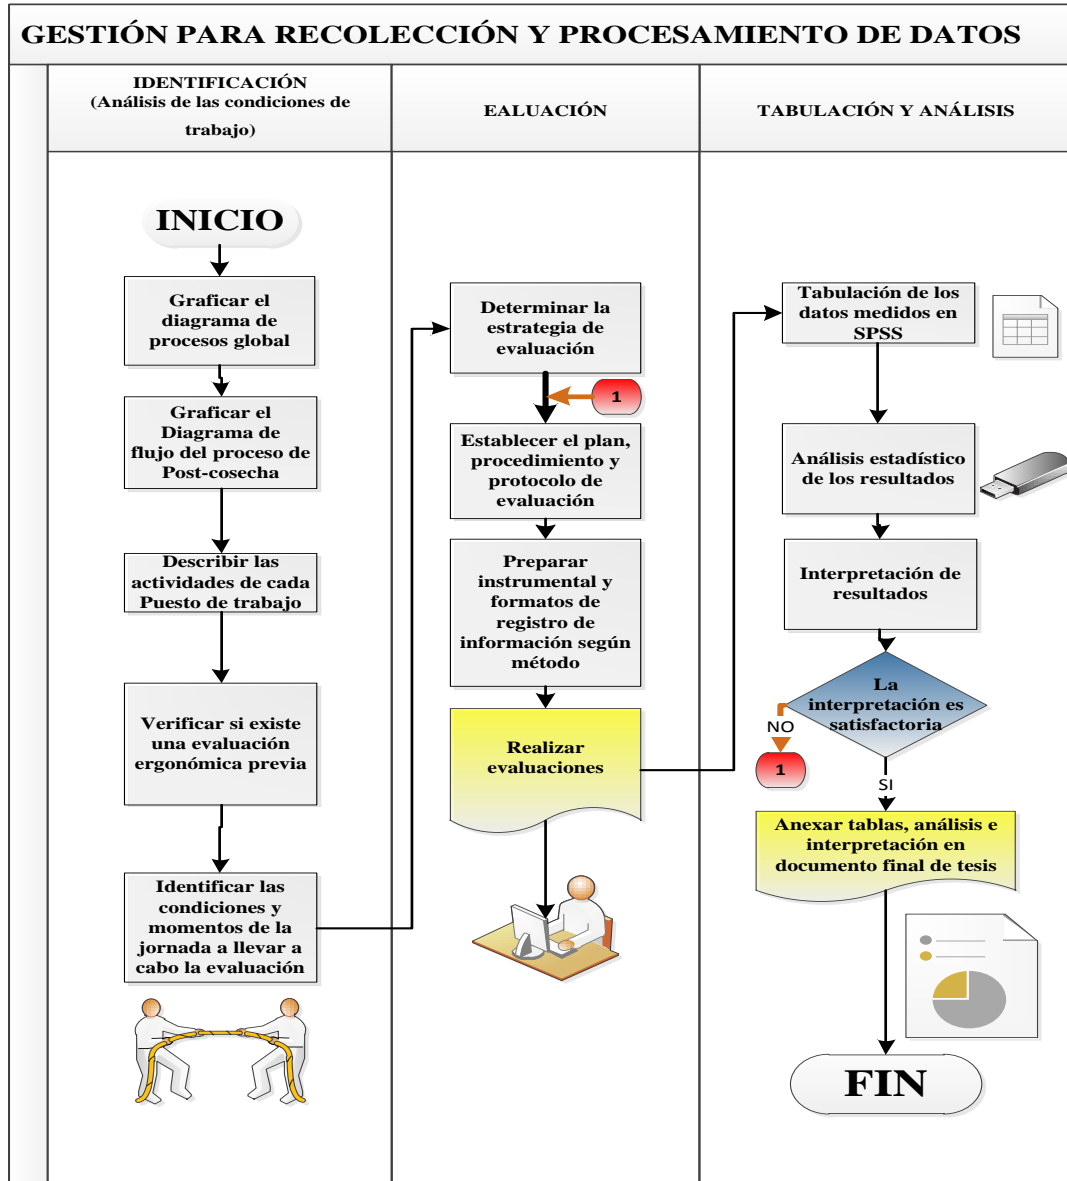 GESTIÓN PARA RECOLECCIÓN Y PROCESAMIENTO DE DATOS
IDENTIFICACIÓN
(Análisis de las condiciones de
trabajo)
EALUACIÓN
TABULACIÓN Y ANÁLISIS
INICIO
Graficar el
diagrama de
procesos global
Graficar el
Diagrama de
flujo del proceso de
Post-cosecha
Describir las
actividades de cada
Puesto de trabajo
Verificar si existe
una evaluación
ergonómica previa
Identificar las
condiciones y
momentos de la
jornada a llevar a
cabo la evaluación
Determinar la
estrategia de
evaluación
1
Establecer el plan,
procedimiento y
protocolo de
evaluación
Preparar
instrumental y
formatos de
registro de
información según
método
Realizar
evaluaciones
Tabulación de los
datos medidos en
SPSS
Análisis estadístico
de los resultados
Interpretación de
resultados
La
interpretación es
satisfactoria
NO
1
SI
Anexar tablas, análisis e
interpretación en
documento final de tesis
FIN